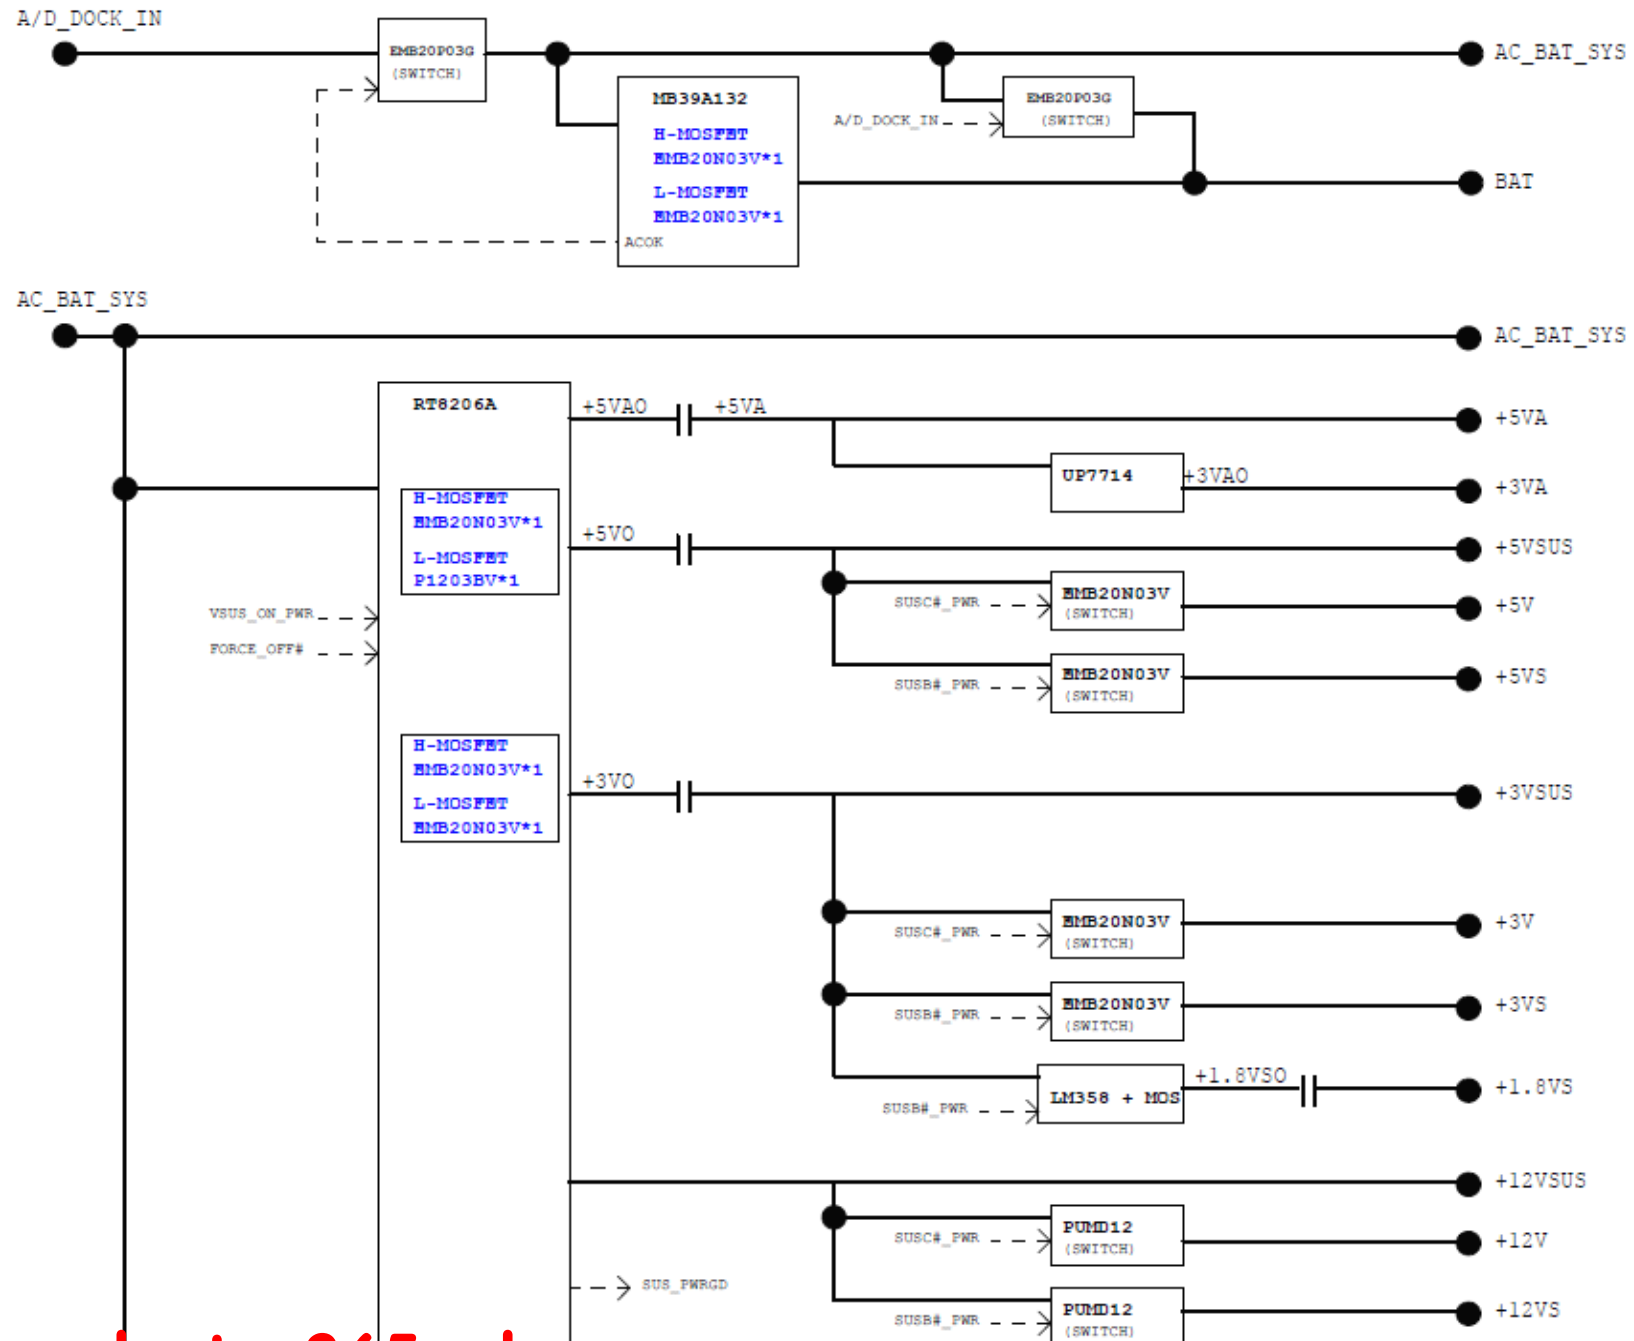 A/D_DOCK_IN
EMB20P03G
(SWITCH)
AC_BAT_SYS
MB39A132
H-MOSFET
EMB20N03V*1
L-MOSFET
EMB20N03V*1
ACOK
A/D_DOCK_IN
EMB20P03G
(SWITCH)
BAT
AC_BAT_SYS
AC_BAT_SYS
RT8206A
+5VAO
+5VA
+5VA
UP7714
+3VAO
+3VA
H-MOSFET
EMB20N03V*1
L-MOSFET
P1203BV*1
+5VO
+5VSUS
SUSC#_PWR
EMB20N03V
(SWITCH)
+5V
VSUS_ON_PWR
FORCE_OFF#
SUSB#_PWR
EMB20N03V
(SWITCH)
+5VS
H-MOSFET
EMB20N03V*1
L-MOSFET
EMB20N03V*1
+3VO
+3VSUS
SUSC#_PWR
EMB20N03V
(SWITCH)
+3V
SUSB#_PWR
EMB20N03V
(SWITCH)
+3VS
SUSB#_PWR
LM358 + MOS
+1.8VSO
+1.8VS
+12VSUS
SUSC#_PWR
PUMD12
(SWITCH)
+12V
SUS_PWRGD
SUSB#_PWR
PUMD12
(SWITCH)
+12VS